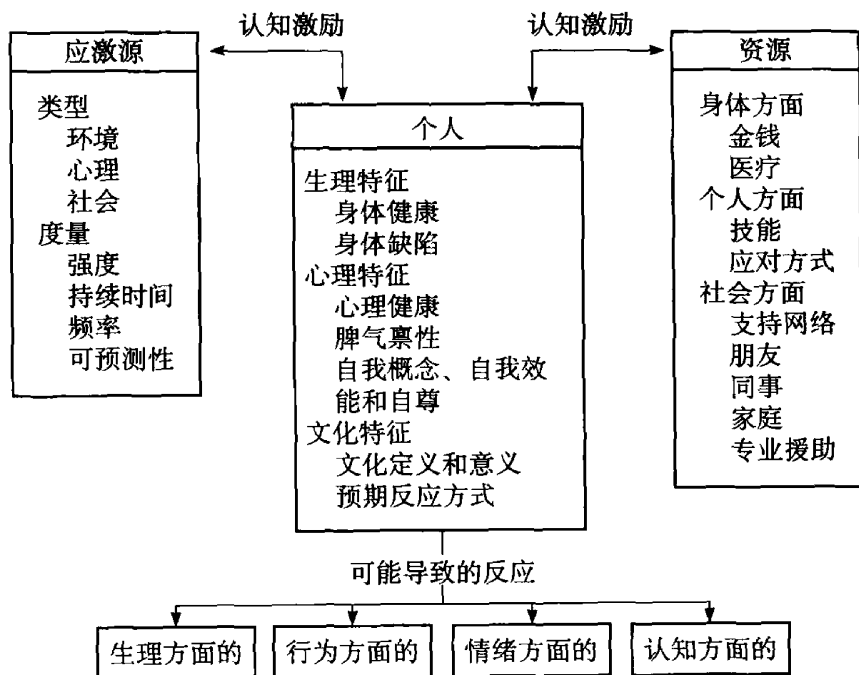 认知激励
认知激励
应激源
类型
环境
心理
社会
度量
强度
持续时间
频率
可预测性
个人
生理特征
身体健康
身体缺陷
心理特征
心理健康
脾气禀性
自我概念、自我效
能和自尊
文化特征
文化定义和意义
预期反应方式
资源
身体方面
金钱
医疗
个人方面
技能
应对方式
社会方面
支持网络
朋友
同事
家庭
专业援助
可能导致的反应
生理方面的
行为方面的
情绪方面的
认知方面的